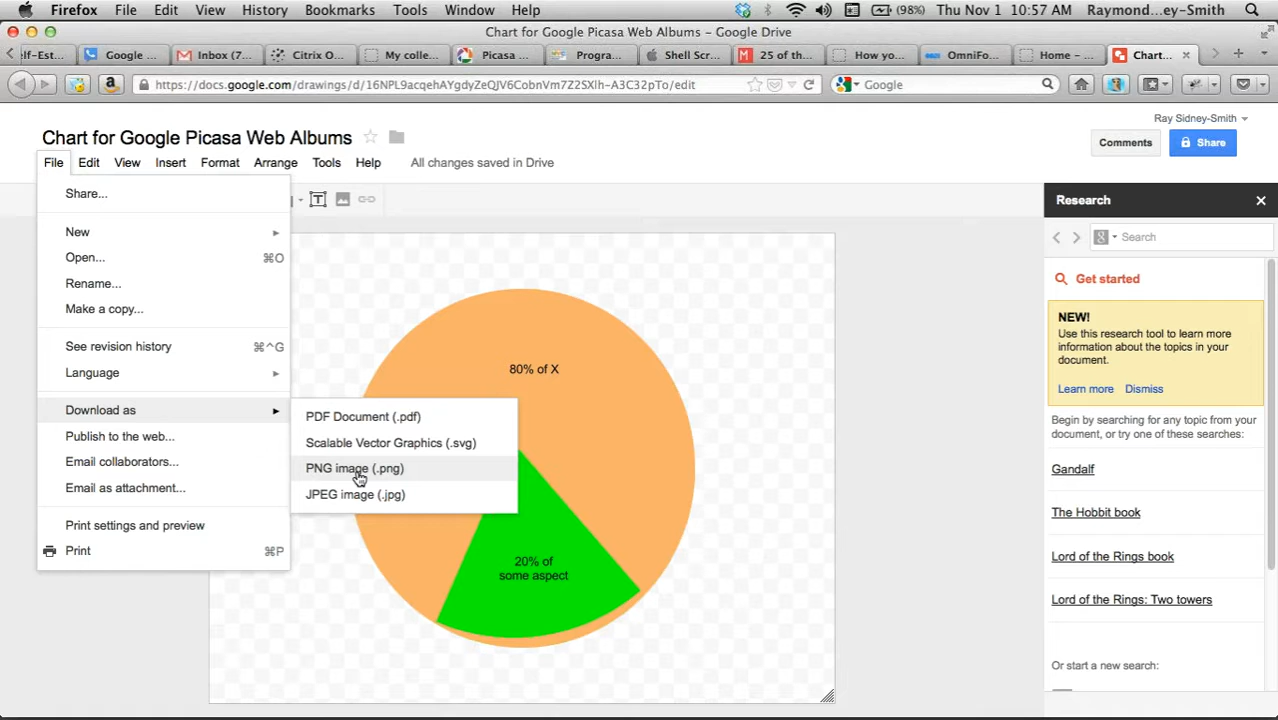 Firefox File Edit View History Bookmarks Tools Window Help (98%) Thu Nov 1 10:57 AM Raymond...ey-Smith
Chart for Google Picasa Web Albums - Google Drive
elf-Est... Google ... Inbox (7... Citrix O... My colle... Picasa ... Progra... Shell Scr... 25 of th... How yo... OmniFo... Home – ... Chart...
https://docs.google.com/drawings/d/16NPL9acqehAYgdyZeQJV6CobnVm7Z2SXlh-A3C32pTo/edit Google
Ray Sidney-Smith
Chart for Google Picasa Web Albums
Comments Share
File Edit View Insert Format Arrange Tools Help All changes saved in Drive
Share...
New
Open... ⌘O
Rename...
Make a copy...
See revision history ⌘^G
Language
Download as
Publish to the web...
Email collaborators...
Email as attachment...
Print settings and preview
Print ⌘P
PDF Document (.pdf)
Scalable Vector Graphics (.svg)
PNG image (.png)
JPEG image (.jpg)
80% of X
20% of
some aspect
Research
Search
Get started
NEW!
Use this research tool to learn more
information about the topics in your
document.
Learn more Dismiss
Begin by searching for any topic from your
document, or try one of these searches:
Gandalf
The Hobbit book
Lord of the Rings book
Lord of the Rings: Two towers
Or start a new search: